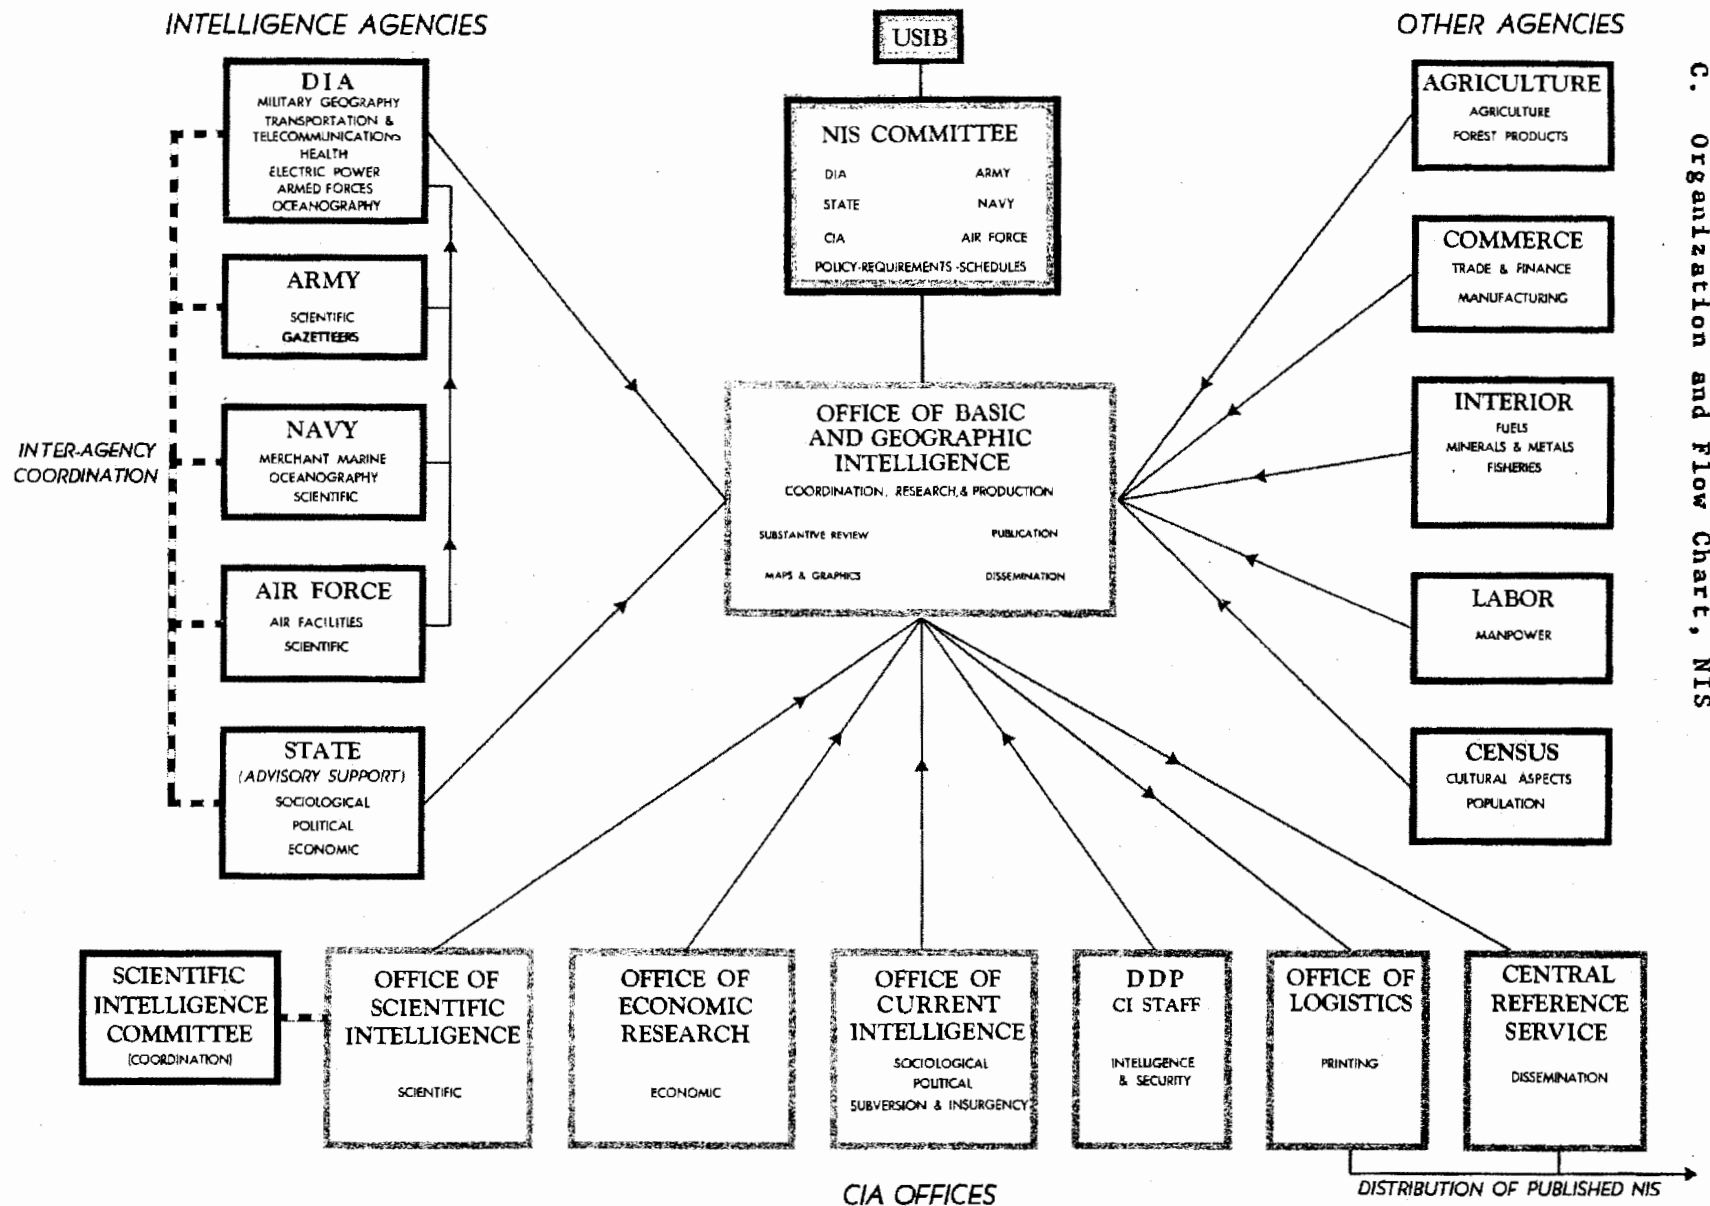 C. Organization and Flow Chart, NIS
INTELLIGENCE AGENCIES
DIA
MILITARY GEOGRAPHY
TRANSPORTATION &
TELECOMMUNICATIONS
HEALTH
ELECTRIC POWER
ARMED FORCES
OCEANOGRAPHY
ARMY
SCIENTIFIC
GAZETTEERS
NAVY
MERCHANT MARINE
OCEANOGRAPHY
SCIENTIFIC
AIR FORCE
AIR FACILITIES
SCIENTIFIC
STATE
(ADVISORY SUPPORT)
SOCIOLOGICAL
POLITICAL
ECONOMIC
INTER-AGENCY
COORDINATION
USIB
NIS COMMITTEE
DIA ARMY
STATE NAVY
CIA AIR FORCE
POLICY-REQUIREMENTS-SCHEDULES
OFFICE OF BASIC
AND GEOGRAPHIC
INTELLIGENCE
COORDINATION, RESEARCH, & PRODUCTION
SUBSTANTIVE REVIEW PUBLICATION
MAPS & GRAPHICS DISSEMINATION
OTHER AGENCIES
AGRICULTURE
AGRICULTURE
FOREST PRODUCTS
COMMERCE
TRADE & FINANCE
MANUFACTURING
INTERIOR
FUELS
MINERALS & METALS
FISHERIES
LABOR
MANPOWER
CENSUS
CULTURAL ASPECTS
POPULATION
SCIENTIFIC
INTELLIGENCE
COMMITTEE
(COORDINATION)
OFFICE OF
SCIENTIFIC
INTELLIGENCE
SCIENTIFIC
OFFICE OF
ECONOMIC
RESEARCH
ECONOMIC
OFFICE OF
CURRENT
INTELLIGENCE
SOCIOLOGICAL
POLITICAL
SUBVERSION & INSURGENCY
DDP
CI STAFF
INTELLIGENCE
& SECURITY
OFFICE OF
LOGISTICS
PRINTING
CENTRAL
REFERENCE
SERVICE
DISSEMINATION
CIA OFFICES
DISTRIBUTION OF PUBLISHED NIS